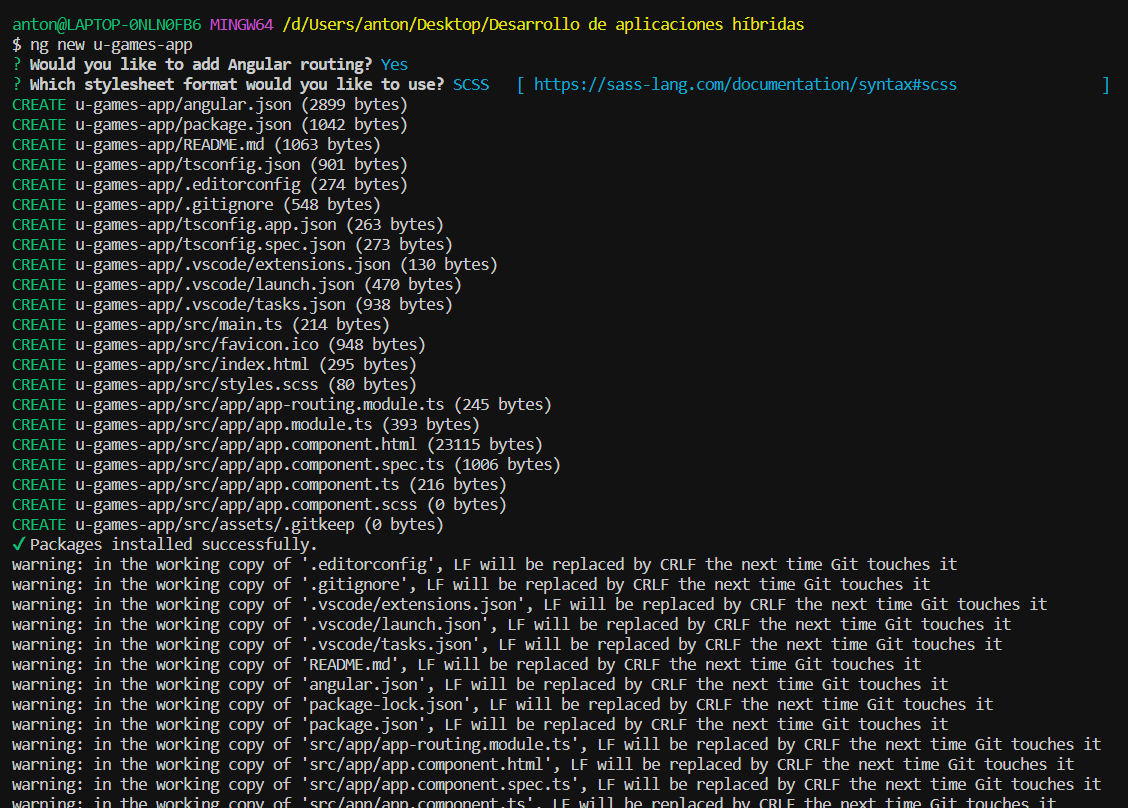 anton@LAPTOP-0NLN0FB6 MINGW64 /d/Users/anton/Desktop/Desarrollo de aplicaciones híbridas
$ ng new u-games-app
? Would you like to add Angular routing? Yes
? Which stylesheet format would you like to use? SCSS   [ https://sass-lang.com/documentation/syntax#scss                ]
CREATE u-games-app/angular.json (2899 bytes)
CREATE u-games-app/package.json (1042 bytes)
CREATE u-games-app/README.md (1063 bytes)
CREATE u-games-app/tsconfig.json (901 bytes)
CREATE u-games-app/.editorconfig (274 bytes)
CREATE u-games-app/.gitignore (548 bytes)
CREATE u-games-app/tsconfig.app.json (263 bytes)
CREATE u-games-app/tsconfig.spec.json (273 bytes)
CREATE u-games-app/.vscode/extensions.json (130 bytes)
CREATE u-games-app/.vscode/launch.json (470 bytes)
CREATE u-games-app/.vscode/tasks.json (938 bytes)
CREATE u-games-app/src/main.ts (214 bytes)
CREATE u-games-app/src/favicon.ico (948 bytes)
CREATE u-games-app/src/index.html (295 bytes)
CREATE u-games-app/src/styles.scss (80 bytes)
CREATE u-games-app/src/app/app-routing.module.ts (245 bytes)
CREATE u-games-app/src/app/app.module.ts (393 bytes)
CREATE u-games-app/src/app/app.component.html (23115 bytes)
CREATE u-games-app/src/app/app.component.spec.ts (1006 bytes)
CREATE u-games-app/src/app/app.component.ts (216 bytes)
CREATE u-games-app/src/app/app.component.scss (0 bytes)
CREATE u-games-app/src/assets/.gitkeep (0 bytes)
✓ Packages installed successfully.
warning: in the working copy of '.editorconfig', LF will be replaced by CRLF the next time Git touches it
warning: in the working copy of '.gitignore', LF will be replaced by CRLF the next time Git touches it
warning: in the working copy of '.vscode/extensions.json', LF will be replaced by CRLF the next time Git touches it
warning: in the working copy of '.vscode/launch.json', LF will be replaced by CRLF the next time Git touches it
warning: in the working copy of '.vscode/tasks.json', LF will be replaced by CRLF the next time Git touches it
warning: in the working copy of 'README.md', LF will be replaced by CRLF the next time Git touches it
warning: in the working copy of 'angular.json', LF will be replaced by CRLF the next time Git touches it
warning: in the working copy of 'package-lock.json', LF will be replaced by CRLF the next time Git touches it
warning: in the working copy of 'package.json', LF will be replaced by CRLF the next time Git touches it
warning: in the working copy of 'src/app/app-routing.module.ts', LF will be replaced by CRLF the next time Git touches it
warning: in the working copy of 'src/app/app.component.html', LF will be replaced by CRLF the next time Git touches it
warning: in the working copy of 'src/app/app.component.spec.ts', LF will be replaced by CRLF the next time Git touches it
warning: in the working copy of 'src/app/app.component.ts', LF will be replaced by CRLF the next time Git touches it